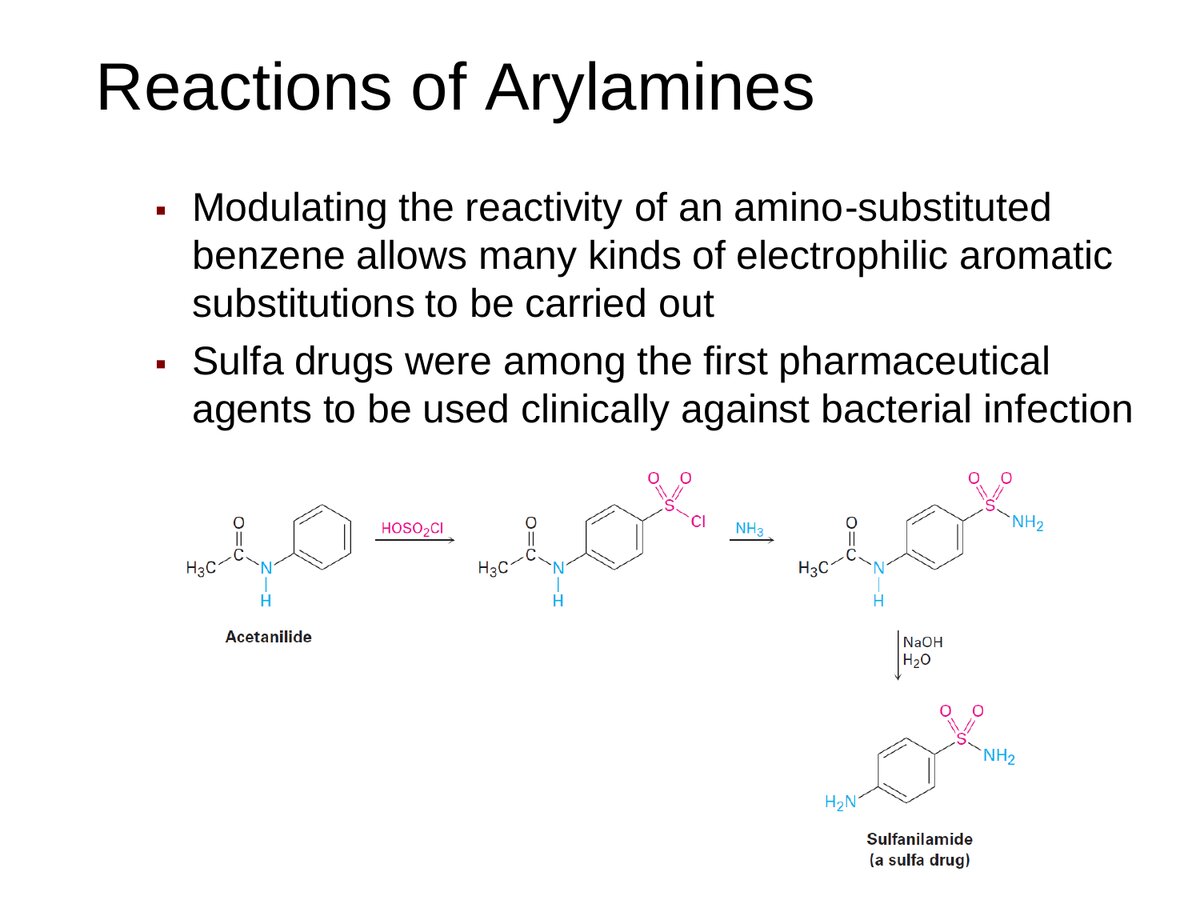 Reactions of Arylamines
▪ Modulating the reactivity of an amino-substituted
benzene allows many kinds of electrophilic aromatic
substitutions to be carried out
▪ Sulfa drugs were among the first pharmaceutical
agents to be used clinically against bacterial infection
O
C
H₃C
N
H
HOSO₂Cl
O
C
H₃C
N
H
O O
S
Cl
NH₃
O
C
H₃C
N
H
O O
S
NH₂
Acetanilide
NaOH
H₂O
O O
S
NH₂
H₂N
Sulfanilamide
(a sulfa drug)